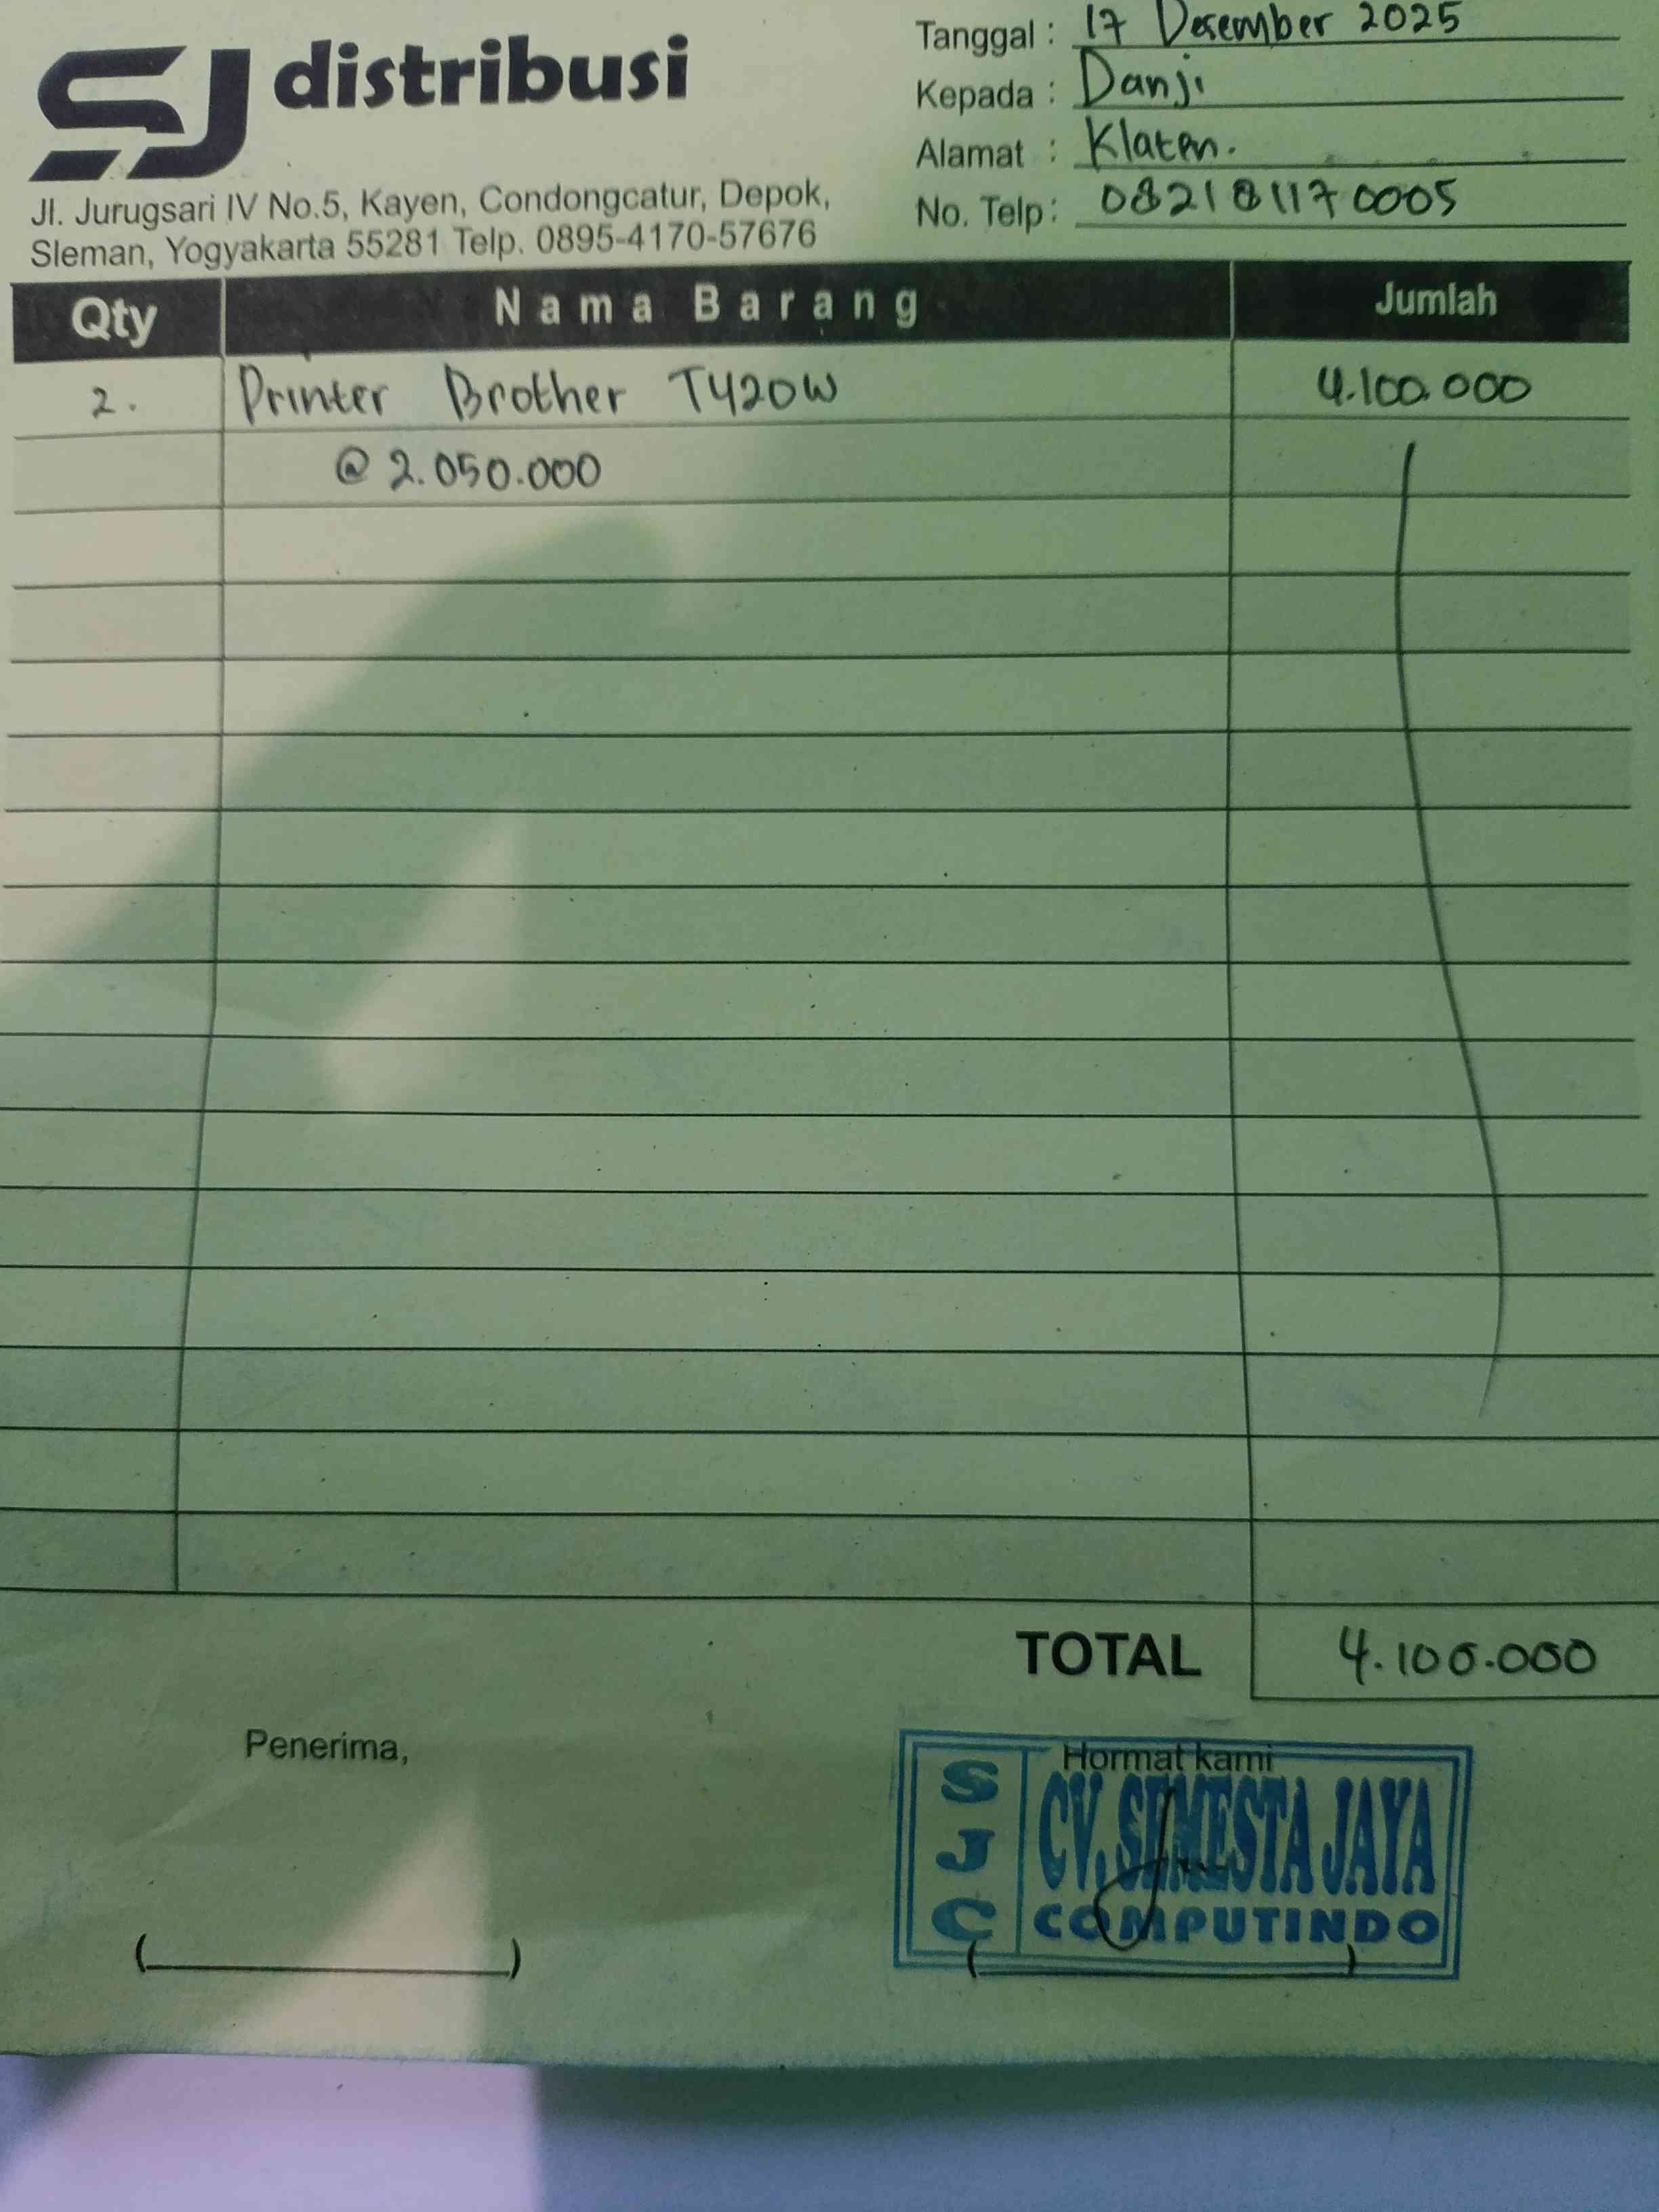 SJ distribusi
Jl. Jurugsari IV No.5, Kayen, Condongcatur, Depok,
Sleman, Yogyakarta 55281 Telp. 0895-4170-57676
Tanggal : 17 Desember 2025
Kepada : Danji
Alamat : Klaten.
No. Telp: 082181170005
Qty Nama Barang Jumlah
2. Printer Brother T420W 4.100.000
@ 2.050.000
TOTAL 4.100.000
Penerima,
Hormat kami
SJC
CV. SEMESTA JAYA
COMPUTINDO
(                    )
(                    )